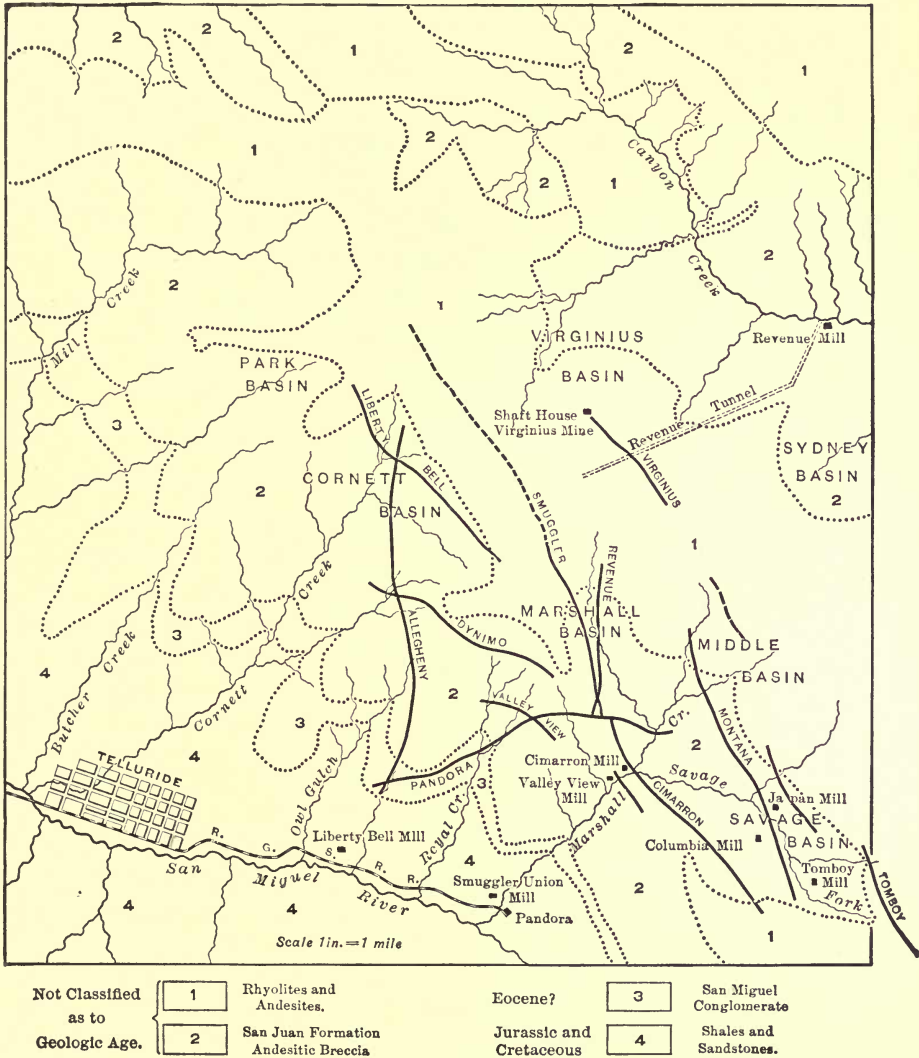 2
2
1
2
1
1
2
2
1
Canyon
Creek
2
2
Mill Creek
1
VIRGINIUS
BASIN
Revenue Mill
PARK
BASIN
LIBERTY BELL
Shaft House
Virginius Mine
Revenue Tunnel
VIRGINIUS
3
SYDNEY
BASIN
2
2
CORNETT
BASIN
SMUGGLER
REVENUE
1
MARSHALL
BASIN
MIDDLE
BASIN
Butcher Creek
3
Cornett Creek
ALLEGHENY
DYNIMO
4
2
VALLEY VIEW
3
MONTANA
4
TELLURIDE
Owl Gulch
PANDORA
3
Royal Cr.
Cimarron Mill
Valley View
Mill
Marshall Cr.
2
Savage Fork
CIMARRON
Japan Mill
SAVAGE
BASIN
Columbia Mill
R. G. S. R. R.
Liberty Bell Mill
4
Tomboy
Mill
TOMBOY
San Miguel River
Smuggler Union
Mill
Pandora
2
4
4
1
Scale 1in.=1 mile
Not Classified
as to
Geologic Age.
1
Rhyolites and
Andesites.
2
San Juan Formation
Andesitic Breccia
Eocene?
3
San Miguel
Conglomerate
Jurassic and
Cretaceous
4
Shales and
Sandstones.